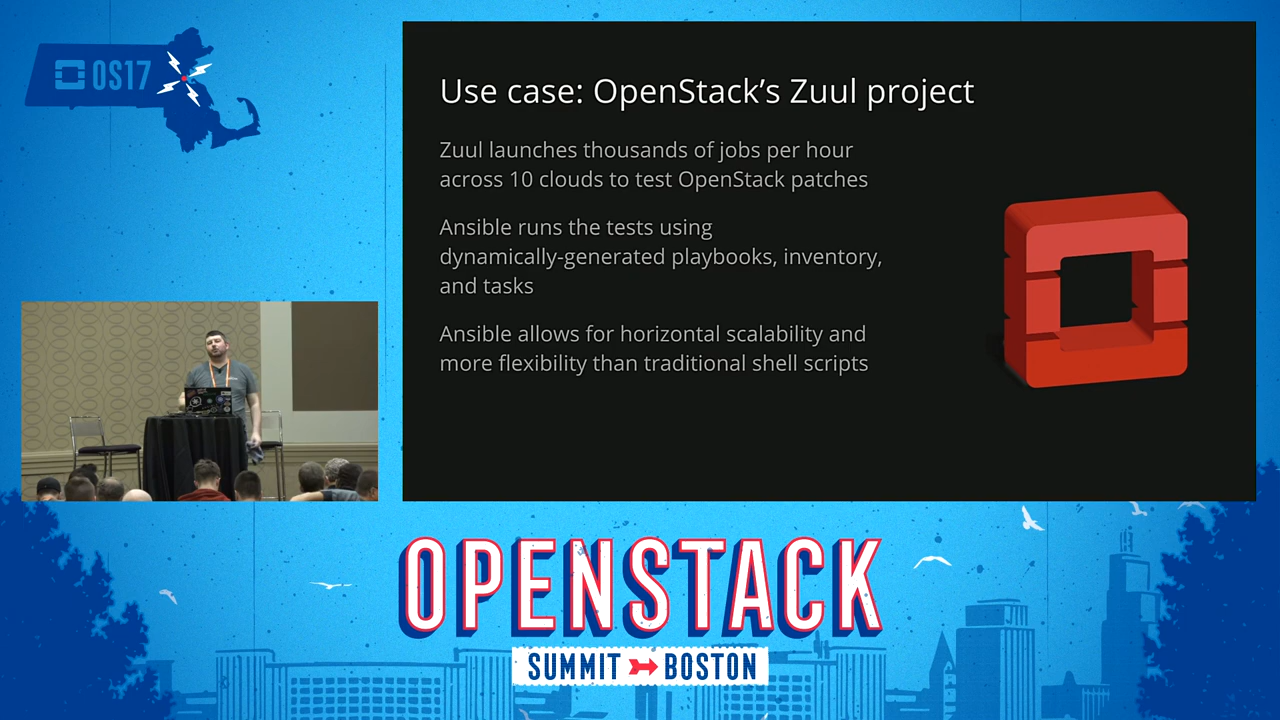 OS17
Use case: OpenStack's Zuul project
Zuul launches thousands of jobs per hour
across 10 clouds to test OpenStack patches
Ansible runs the tests using
dynamically-generated playbooks, inventory,
and tasks
Ansible allows for horizontal scalability and
more flexibility than traditional shell scripts
OPENSTACK
SUMMIT BOSTON